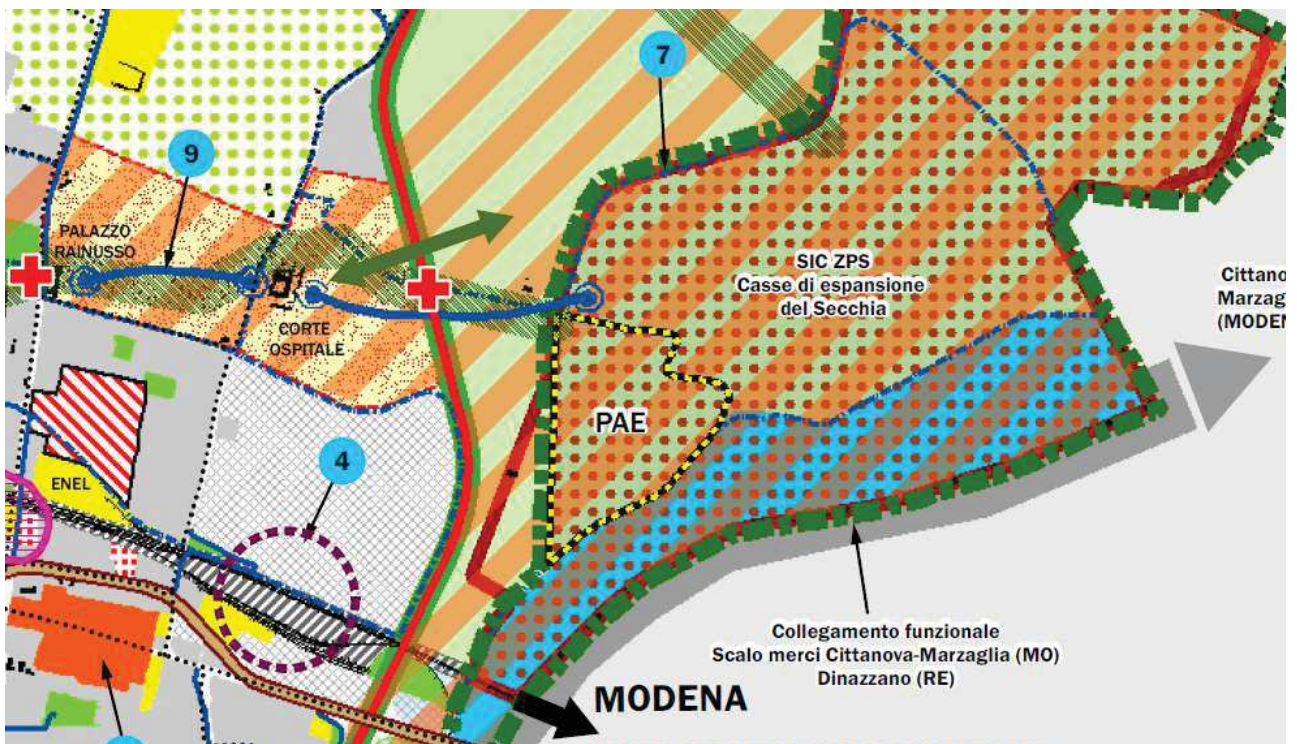 7
9
PALAZZO
RAINUSSO
SIC ZPS
Casse di espansione
del Secchia
Cittano
Marzag
(MODEN
CORTE
OSPITALE
PAE
4
ENEL
Collegamento funzionale
Scalo merci Cittanova-Marzaglia (MO)
Dinazzano (RE)
MODENA